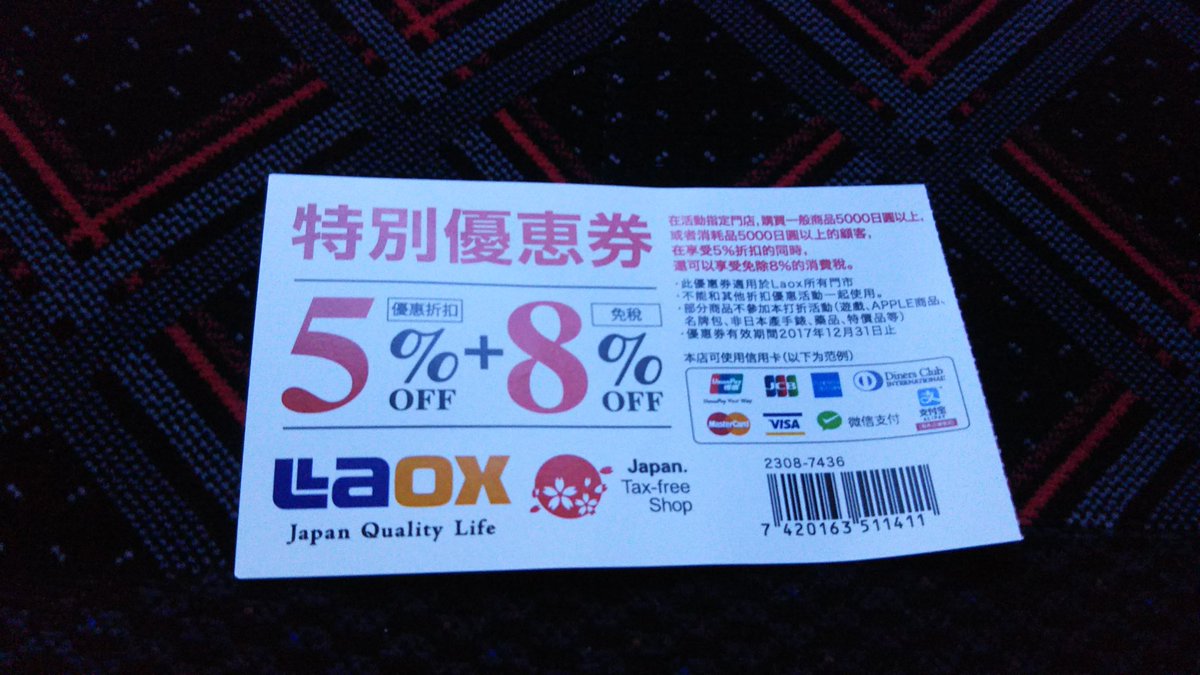 特別優惠券
5%OFF 優惠折扣 + 8%OFF 免稅
LLaox
Japan Quality Life
Japan.
Tax-free
Shop
在活動指定門店，購買一般商品5000日圓以上，
或者消耗品5000日圓以上的顧客，
在享受5%折扣的同時，
還可以享受免除8%的消費稅。
·此優惠券適用於Laox所有門市
·不能和其他折扣優惠活動一起使用。
·部分商品不參加本打折活動（遊戲、APPLE商品、
名牌包、非日本產手錶、藥品、特價品等）
·優惠券有效期間2017年12月31日止
本店可使用信用卡（以下为范例）
UnionPay
JCB
Diners Club
INTERNATIONAL
MasterCard
VISA
微信支付
支付宝
ALIPAY
2308-7436
7 420163 511411